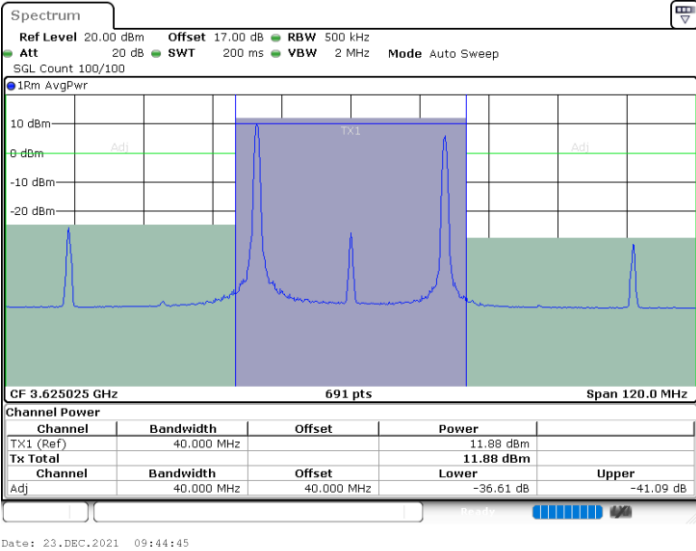 Spectrum
Ref Level 20.00 dBm Offset 17.00 dB RBW 500 kHz
Att 20 dB SWT 200 ms VBW 2 MHz Mode Auto Sweep
SGL Count 100/100
1Rm AvgPwr
TX1
10 dBm
Adj Adj
0 dBm
-10 dBm
-20 dBm
CF 3.625025 GHz 691 pts Span 120.0 MHz
Channel Power
Channel Bandwidth Offset Power
TX1 (Ref) 40.000 MHz 11.88 dBm
Tx Total 11.88 dBm
Channel Bandwidth Offset Lower Upper
Adj 40.000 MHz 40.000 MHz -36.61 dB -41.09 dB
Ready
Date: 23.DEC.2021 09:44:45